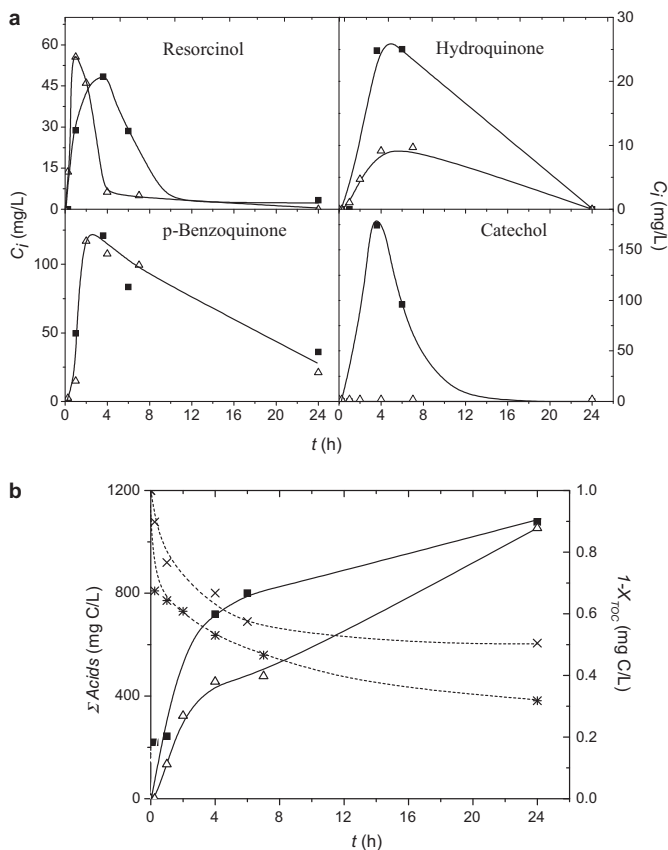 a
Resorcinol
Hydroquinone
60
45
30
15
0
30
25
20
15
10
5
0
p-Benzoquinone
Catechol
100
50
0
150
125
100
75
50
25
0
0 4 8 12 16 20 24
0 4 8 12 16 20 24
C_i (mg/L)
C_i (mg/L)
t (h)
b
1200
800
400
0
1.0
0.8
0.6
0.4
0.2
0.0
0 4 8 12 16 20 24
Σ Acids (mg C/L)
1-X_TOC (mg C/L)
t (h)